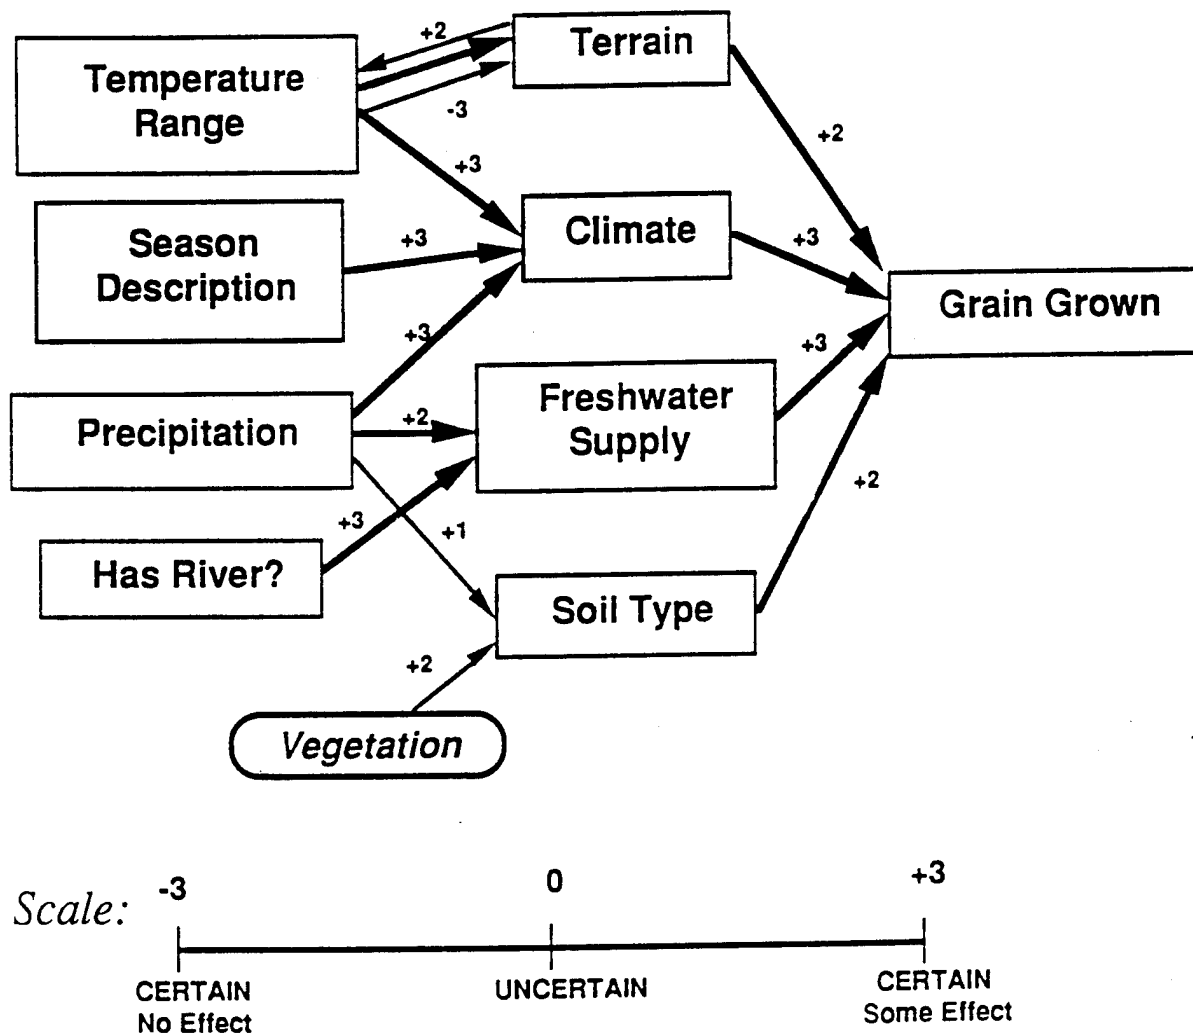 +2
Terrain
Temperature
Range
-3
+2
+3
Climate
Season
Description
+3
+3
Grain Grown
+3
+3
Freshwater
Supply
Precipitation
+2
+2
+3
+1
Has River?
Soil Type
+2
Vegetation
Scale:
-3
0
+3
CERTAIN
No Effect
UNCERTAIN
CERTAIN
Some Effect